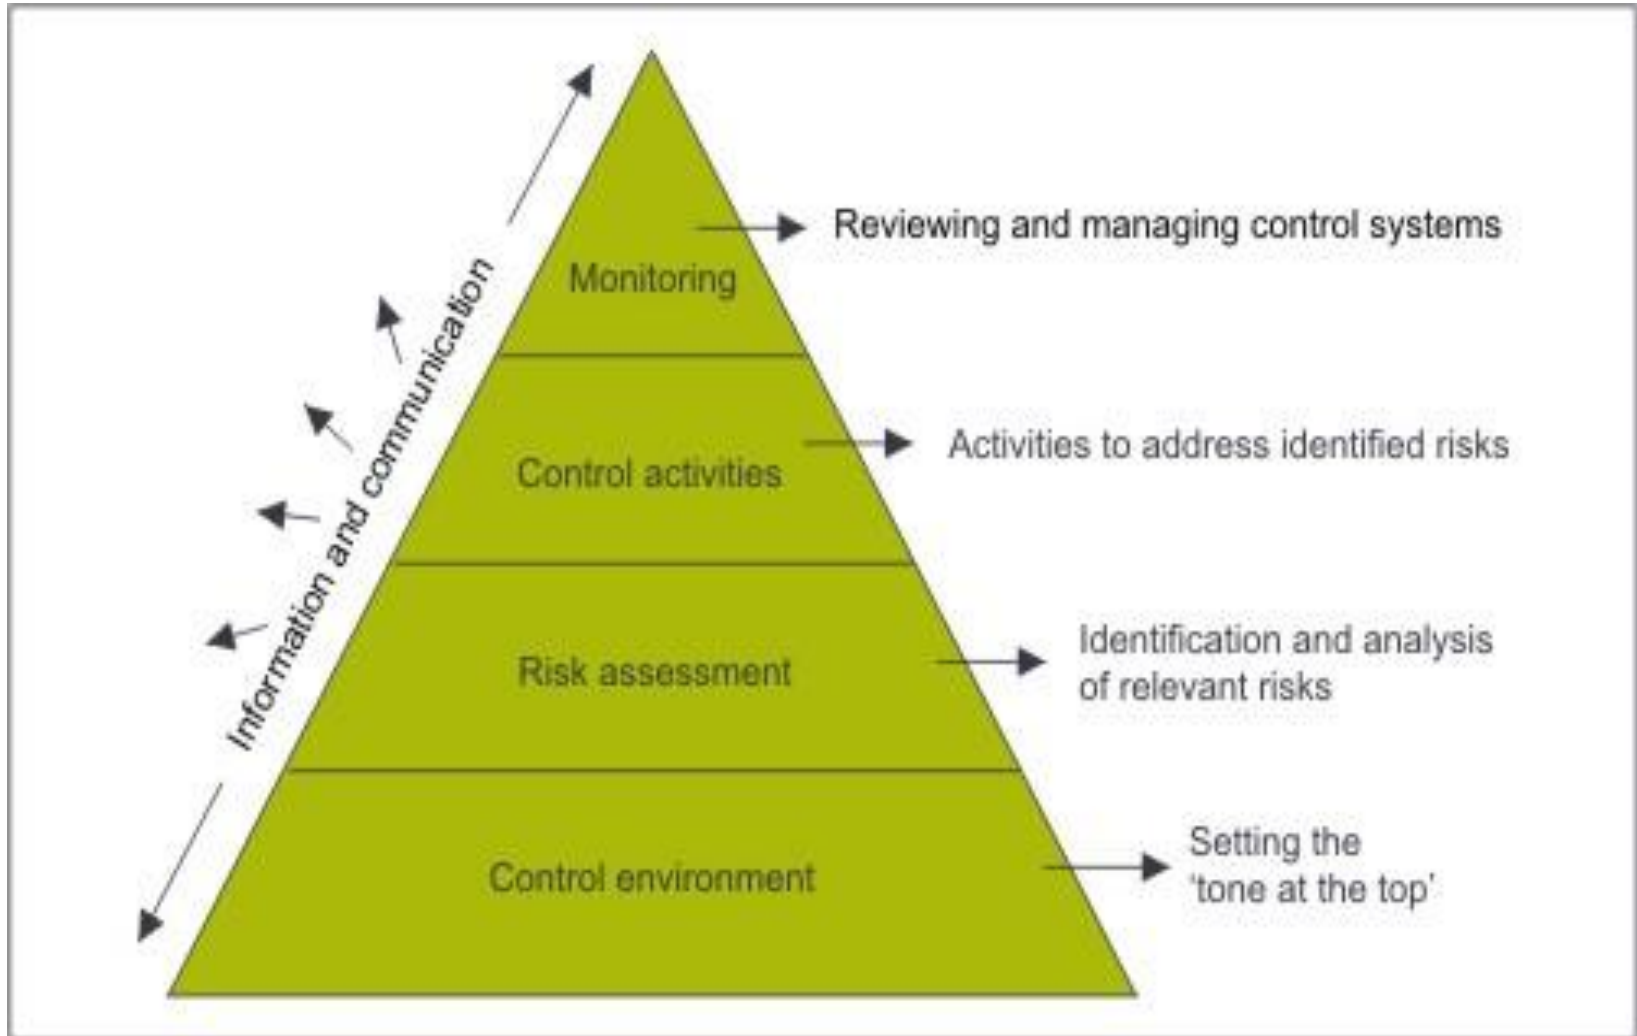 Reviewing and managing control systems
Monitoring
Information and communication
Activities to address identified risks
Control activities
Identification and analysis
of relevant risks
Risk assessment
Setting the
‘tone at the top’
Control environment